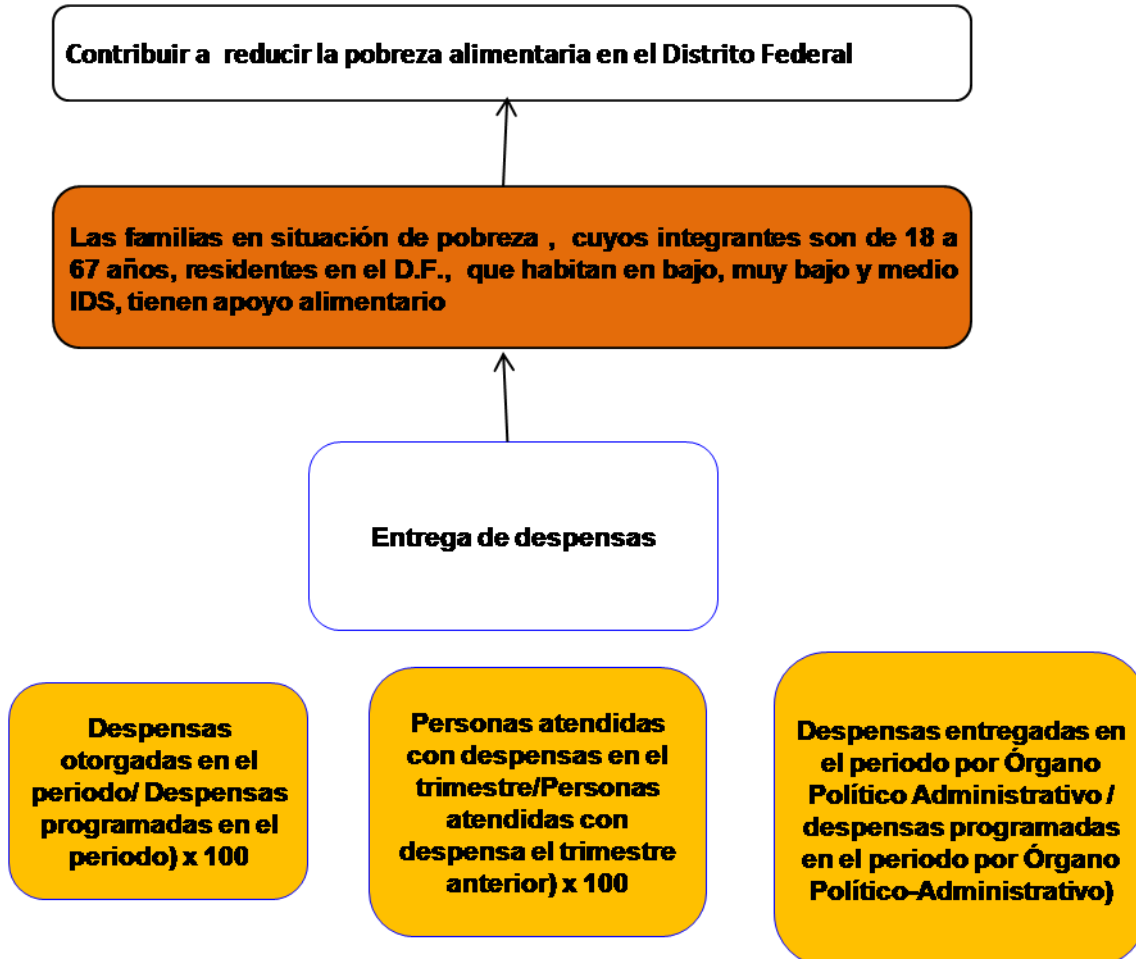 Contribuir a reducir la pobreza alimentaria en el Distrito Federal
Las familias en situación de pobreza , cuyos integrantes son de 18 a
67 años, residentes en el D.F., que habitan en bajo, muy bajo y medio
IDS, tienen apoyo alimentario
Entrega de despensas
Despensas
otorgadas en el
periodo/ Despensas
programadas en el
periodo) x 100
Personas atendidas
con despensas en el
trimestre/Personas
atendidas con
despensa el trimestre
anterior) x 100
Despensas entregadas en
el periodo por Órgano
Político Administrativo /
despensas programadas
en el periodo por Órgano
Político-Administrativo)